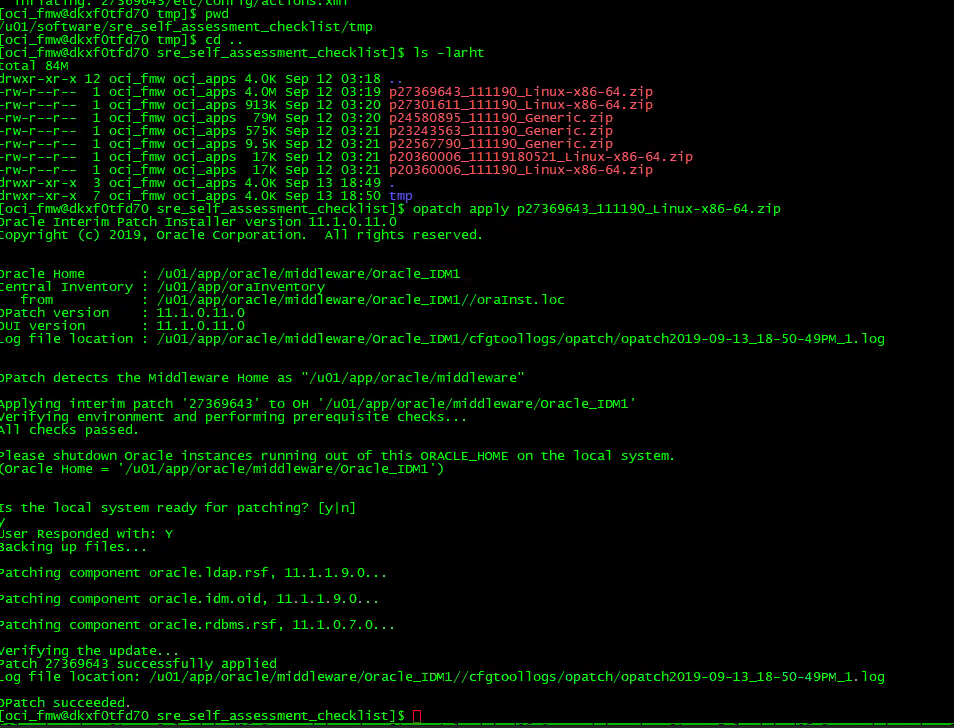 inflating: 27369643/etc/config/actions.xml
[oci_fmw@dkxf0tfd70 tmp]$ pwd
/u01/software/sre_self_assessment_checklist/tmp
[oci_fmw@dkxf0tfd70 tmp]$ cd ..
[oci_fmw@dkxf0tfd70 sre_self_assessment_checklist]$ ls -larht
total 84M
drwxr-xr-x 12 oci_fmw oci_apps 4.0K Sep 12 03:18 ..
-rw-r--r-- 1 oci_fmw oci_apps 4.0M Sep 12 03:19 p27369643_111190_Linux-x86-64.zip
-rw-r--r-- 1 oci_fmw oci_apps 913K Sep 12 03:20 p27301611_111190_Linux-x86-64.zip
-rw-r--r-- 1 oci_fmw oci_apps 79M Sep 12 03:20 p24580895_111190_Generic.zip
-rw-r--r-- 1 oci_fmw oci_apps 575K Sep 12 03:21 p23243563_111190_Generic.zip
-rw-r--r-- 1 oci_fmw oci_apps 9.5K Sep 12 03:21 p22567790_111190_Generic.zip
-rw-r--r-- 1 oci_fmw oci_apps 17K Sep 12 03:21 p20360006_11119180521_Linux-x86-64.zip
-rw-r--r-- 1 oci_fmw oci_apps 17K Sep 12 03:21 p20360006_111190_Linux-x86-64.zip
drwxr-xr-x 3 oci_fmw oci_apps 4.0K Sep 13 18:49 .
drwxr-xr-x 7 oci_fmw oci_apps 4.0K Sep 13 18:50 tmp
[oci_fmw@dkxf0tfd70 sre_self_assessment_checklist]$ opatch apply p27369643_111190_Linux-x86-64.zip
Oracle Interim Patch Installer version 11.1.0.11.0
Copyright (c) 2019, Oracle Corporation. All rights reserved.
Oracle Home : /u01/app/oracle/middleware/Oracle_IDM1
Central Inventory : /u01/app/oraInventory
from : /u01/app/oracle/middleware/Oracle_IDM1//oraInst.loc
OPatch version : 11.1.0.11.0
OUI version : 11.1.0.11.0
Log file location : /u01/app/oracle/middleware/Oracle_IDM1/cfgtoollogs/opatch/opatch2019-09-13_18-50-49PM_1.log
OPatch detects the Middleware Home as "/u01/app/oracle/middleware"
Applying interim patch '27369643' to OH '/u01/app/oracle/middleware/Oracle_IDM1'
Verifying environment and performing prerequisite checks...
All checks passed.
Please shutdown Oracle instances running out of this ORACLE_HOME on the local system.
(Oracle Home = '/u01/app/oracle/middleware/Oracle_IDM1')
Is the local system ready for patching? [y|n]
y
User Responded with: Y
Backing up files...
Patching component oracle.ldap.rsf, 11.1.1.9.0...
Patching component oracle.idm.oid, 11.1.1.9.0...
Patching component oracle.rdbms.rsf, 11.1.0.7.0...
Verifying the update...
Patch 27369643 successfully applied
Log file location: /u01/app/oracle/middleware/Oracle_IDM1//cfgtoollogs/opatch/opatch2019-09-13_18-50-49PM_1.log
OPatch succeeded.
[oci_fmw@dkxf0tfd70 sre_self_assessment_checklist]$